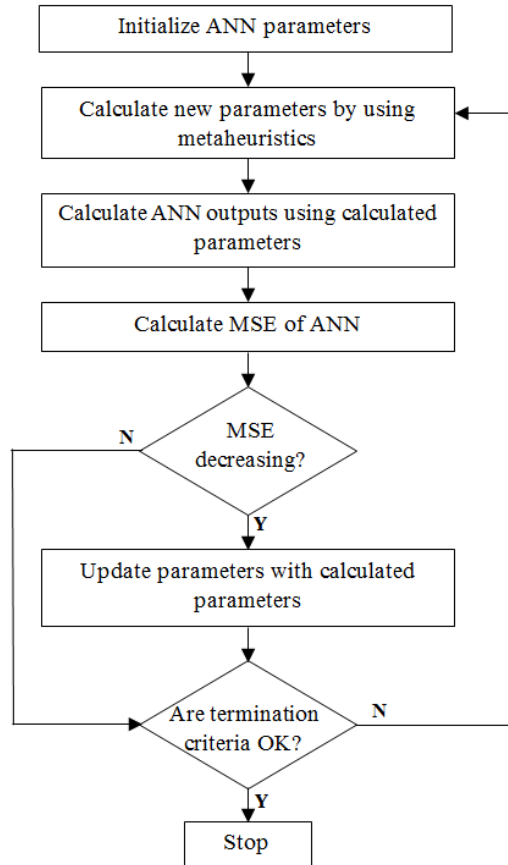 Initialize ANN parameters
Calculate new parameters by using
metaheuristics
Calculate ANN outputs using calculated
parameters
Calculate MSE of ANN
MSE
decreasing?
N
Y
Update parameters with calculated
parameters
Are termination
criteria OK?
N
Y
Stop